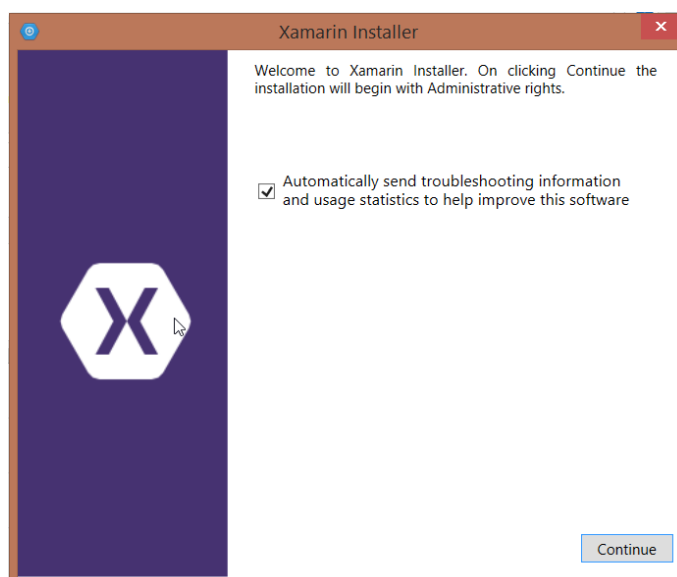 Xamarin Installer
Welcome to Xamarin Installer. On clicking Continue the
installation will begin with Administrative rights.
Automatically send troubleshooting information
and usage statistics to help improve this software
Continue